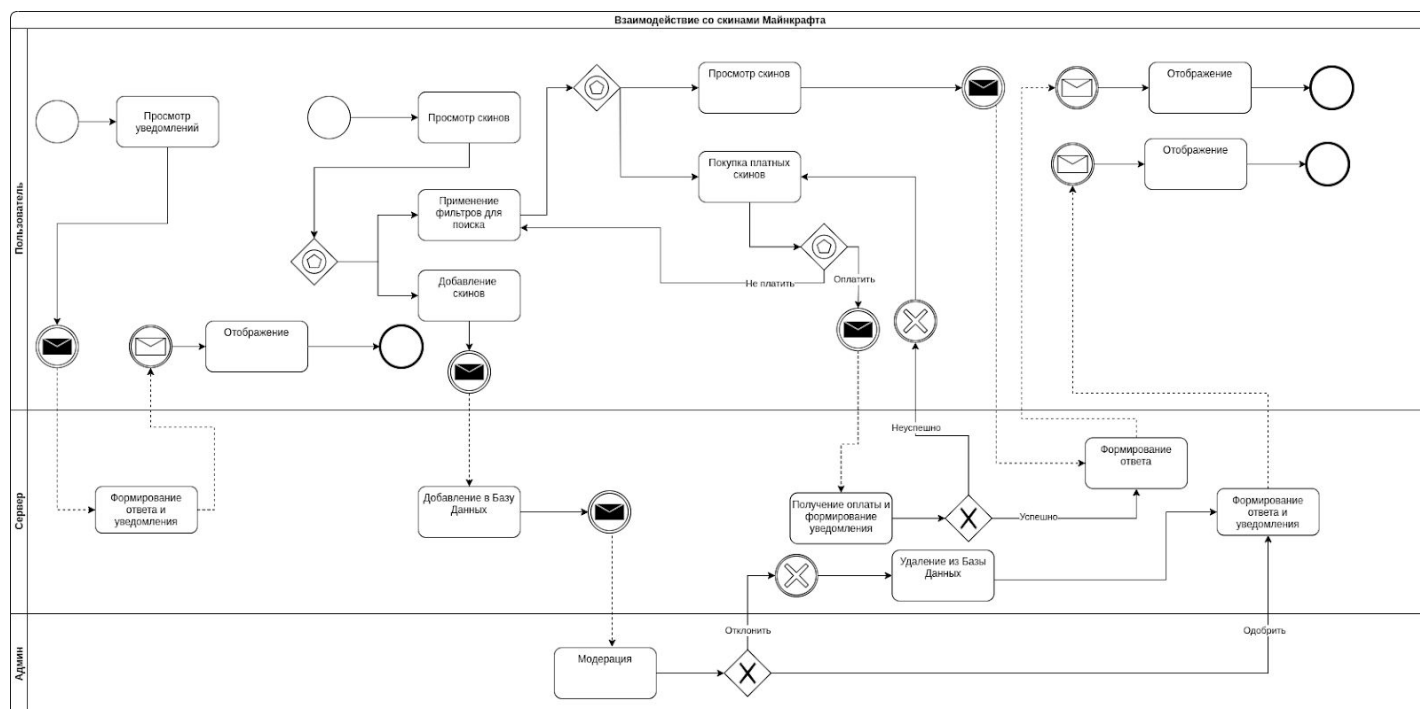 Взаимодействие со скинами Майнкрафта
Пользователь
Просмотр
уведомлений
Просмотр скинов
Просмотр скинов
Отображение
Отображение
Покупка платных
скинов
Применение
фильтров для
поиска
Добавление
скинов
Не платить
Оплатить
Отображение
Сервер
Неуспешно
Формирование
ответа
Формирование
ответа и
уведомления
Добавление в Базу
Данных
Получение оплаты и
формирование
уведомления
Успешно
Формирование
ответа и
уведомления
Удаление из Базы
Данных
Админ
Отклонить
Одобрить
Модерация